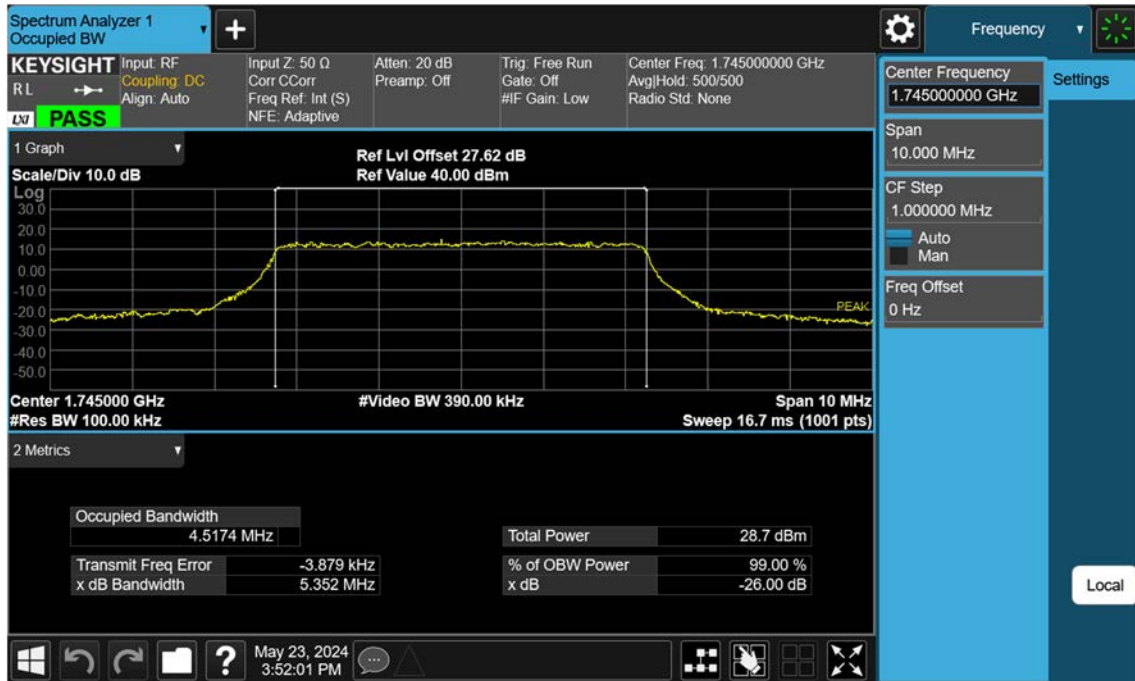 Spectrum Analyzer 1
Occupied BW
+
Frequency
KEYSIGHT
R L
LXI PASS
Input: RF
Coupling: DC
Align: Auto
Input Z: 50 Ω
Corr CCorr
Freq Ref: Int (S)
NFE: Adaptive
Atten: 20 dB
Preamp: Off
Trig: Free Run
Gate: Off
#IF Gain: Low
Center Freq: 1.745000000 GHz
Avg|Hold: 500/500
Radio Std: None
Center Frequency
1.745000000 GHz
Settings
Span
10.000 MHz
CF Step
1.000000 MHz
Auto
Man
Freq Offset
0 Hz
Local
1 Graph
Scale/Div 10.0 dB
Ref Lvl Offset 27.62 dB
Ref Value 40.00 dBm
Log
30.0
20.0
10.0
0.00
-10.0
-20.0
-30.0
-40.0
-50.0
PEAK
Center 1.745000 GHz
#Video BW 390.00 kHz
Span 10 MHz
#Res BW 100.00 kHz
Sweep 16.7 ms (1001 pts)
2 Metrics
Occupied Bandwidth
4.5174 MHz
Total Power 28.7 dBm
Transmit Freq Error -3.879 kHz
% of OBW Power 99.00 %
x dB Bandwidth 5.352 MHz
x dB -26.00 dB
?
May 23, 2024
3:52:01 PM